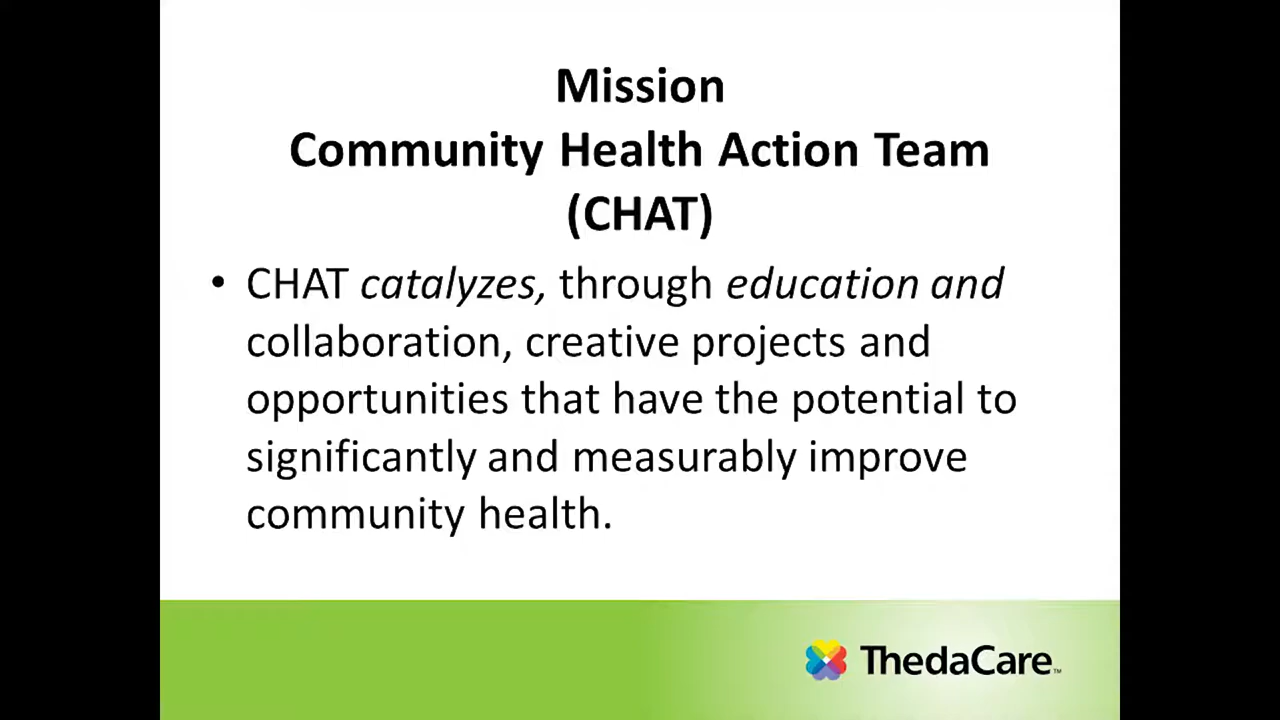 Mission
Community Health Action Team
(CHAT)
• CHAT catalyzes, through education and
collaboration, creative projects and
opportunities that have the potential to
significantly and measurably improve
community health.
ThedaCare™